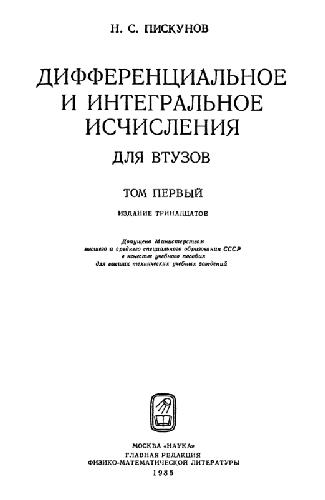 Н. С. ПИСКУНОВ
ДИФФЕРЕНЦИАЛЬНОЕ
И ИНТЕГРАЛЬНОЕ
ИСЧИСЛЕНИЯ
ДЛЯ ВТУЗОВ
ТОМ ПЕРВЫЙ
ИЗДАНИЕ ТРИНАДЦАТОЕ
Допущено Министерством
высшего и среднего специального образования СССР
в качестве учебного пособия
для высших технических учебных заведений
МОСКВА «НАУКА»
ГЛАВНАЯ РЕДАКЦИЯ
ФИЗИКО-МАТЕМАТИЧЕСКОЙ ЛИТЕРАТУРЫ
1985